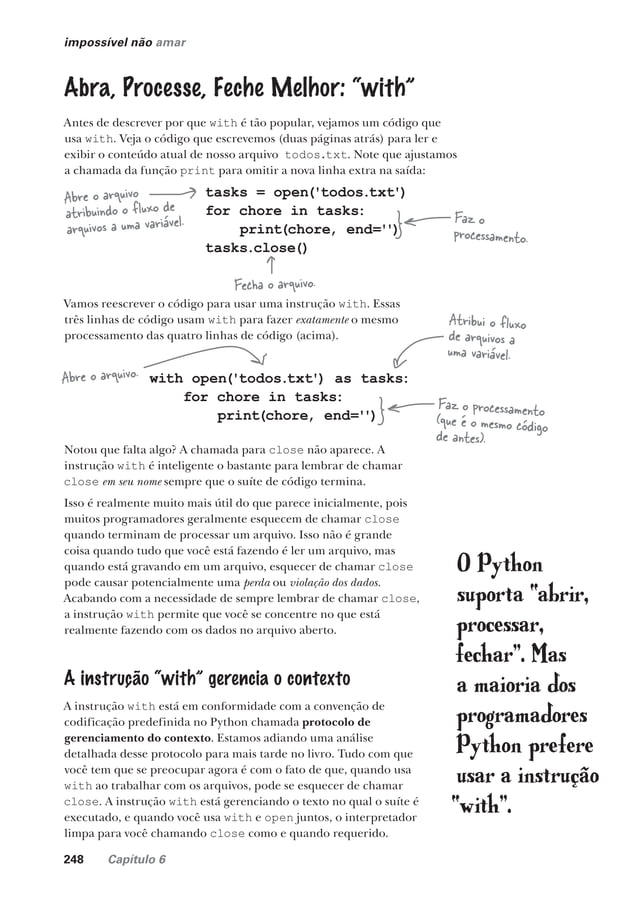 impossível não amar
Abra, Processe, Feche Melhor: "with"
Antes de descrever por que with é tão popular, vejamos um código que
usa with. Veja o código que escrevemos (duas páginas atrás) para ler e
exibir o conteúdo atual de nosso arquivo todos.txt. Note que ajustamos
a chamada da função print para omitir a nova linha extra na saída:
Abre o arquivo
atribuindo o fluxo de
arquivos a uma variável.
tasks = open('todos.txt')
for chore in tasks:
    print(chore, end='')
tasks.close()
Faz o
processamento.
Fecha o arquivo.
Vamos reescrever o código para usar uma instrução with. Essas
três linhas de código usam with para fazer exatamente o mesmo
processamento das quatro linhas de código (acima).
Atribui o fluxo
de arquivos a
uma variável.
Abre o arquivo.
with open('todos.txt') as tasks:
    for chore in tasks:
        print(chore, end='')
Faz o processamento
(que é o mesmo código
de antes).
Notou que falta algo? A chamada para close não aparece. A
instrução with é inteligente o bastante para lembrar de chamar
close em seu nome sempre que o suíte de código termina.
Isso é realmente muito mais útil do que parece inicialmente, pois
muitos programadores geralmente esquecem de chamar close
quando terminam de processar um arquivo. Isso não é grande
coisa quando tudo que você está fazendo é ler um arquivo, mas
quando está gravando em um arquivo, esquecer de chamar close
pode causar potencialmente uma perda ou violação dos dados.
Acabando com a necessidade de sempre lembrar de chamar close,
a instrução with permite que você se concentre no que está
realmente fazendo com os dados no arquivo aberto.
O Python
suporta "abrir,
processar,
fechar". Mas
a maioria dos
programadores
Python prefere
usar a instrução
"with".
A instrução "with" gerencia o contexto
A instrução with está em conformidade com a convenção de
codificação predefinida no Python chamada protocolo de
gerenciamento do contexto. Estamos adiando uma análise
detalhada desse protocolo para mais tarde no livro. Tudo com que
você tem que se preocupar agora é com o fato de que, quando usa
with ao trabalhar com os arquivos, pode se esquecer de chamar
close. A instrução with está gerenciando o texto no qual o suíte é
executado, e quando você usa with e open juntos, o interpretador
limpa para você chamando close como e quando requerido.
248 Capítulo 6